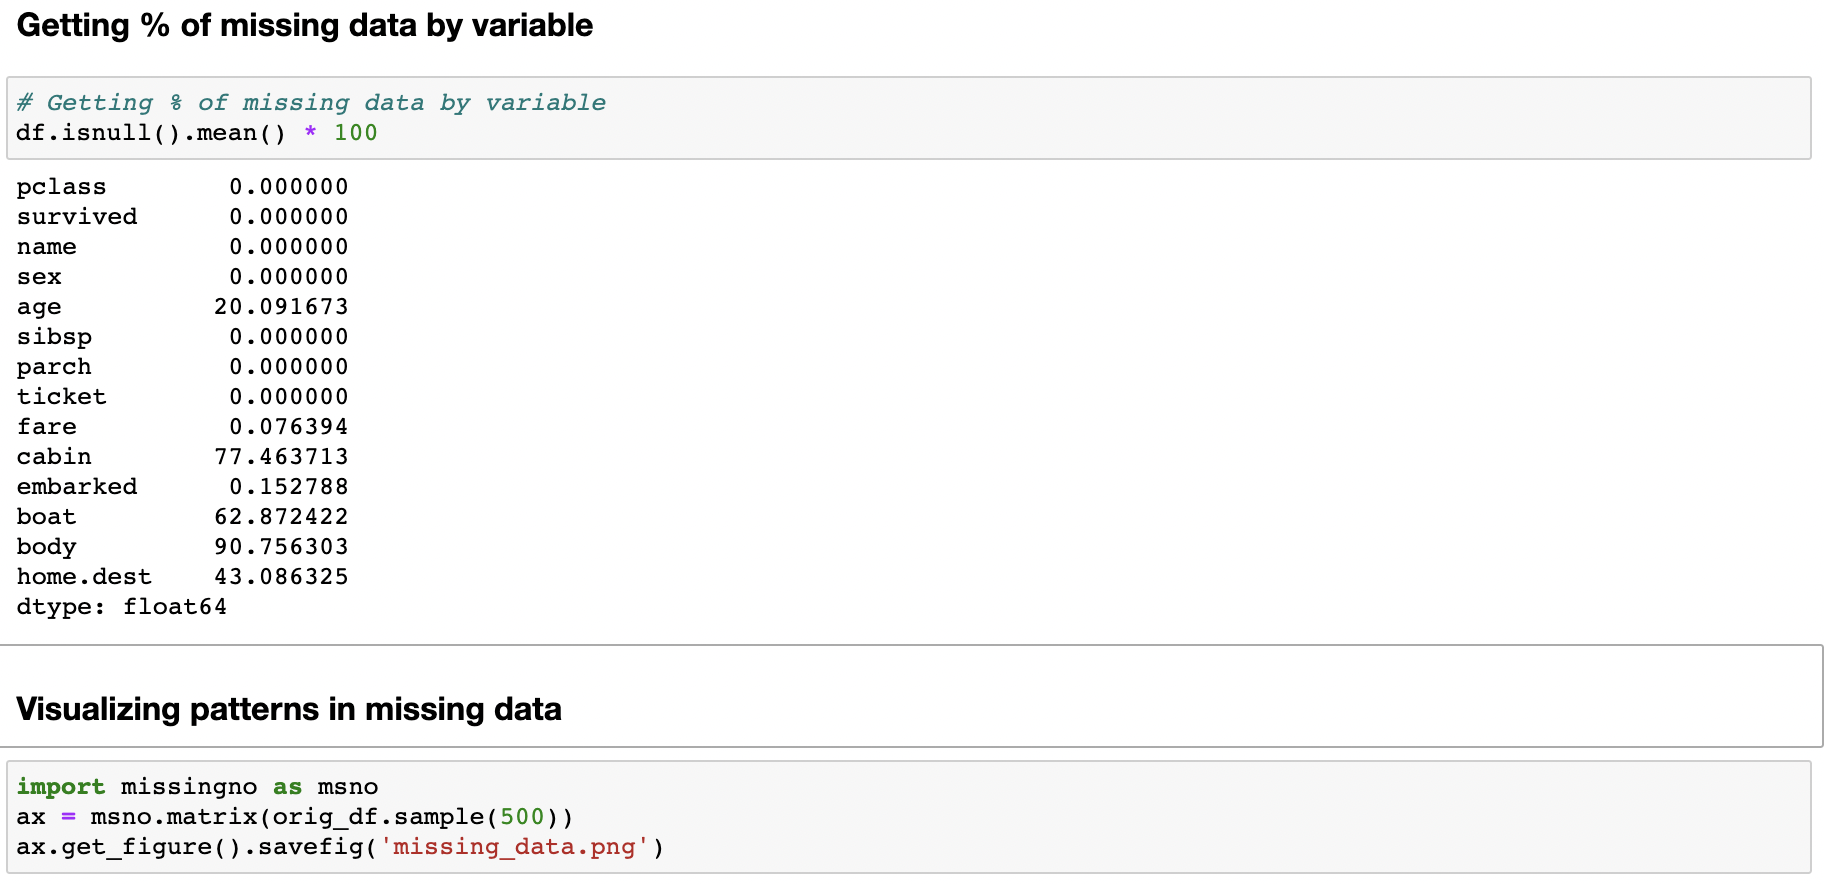 Getting % of missing data by variable
# Getting % of missing data by variable
df.isnull().mean() * 100
pclass        0.000000
survived      0.000000
name          0.000000
sex           0.000000
age          20.091673
sibsp         0.000000
parch         0.000000
ticket        0.000000
fare          0.076394
cabin        77.463713
embarked      0.152788
boat         62.872422
body         90.756303
home.dest    43.086325
dtype: float64
Visualizing patterns in missing data
import missingno as msno
ax = msno.matrix(orig_df.sample(500))
ax.get_figure().savefig('missing_data.png')